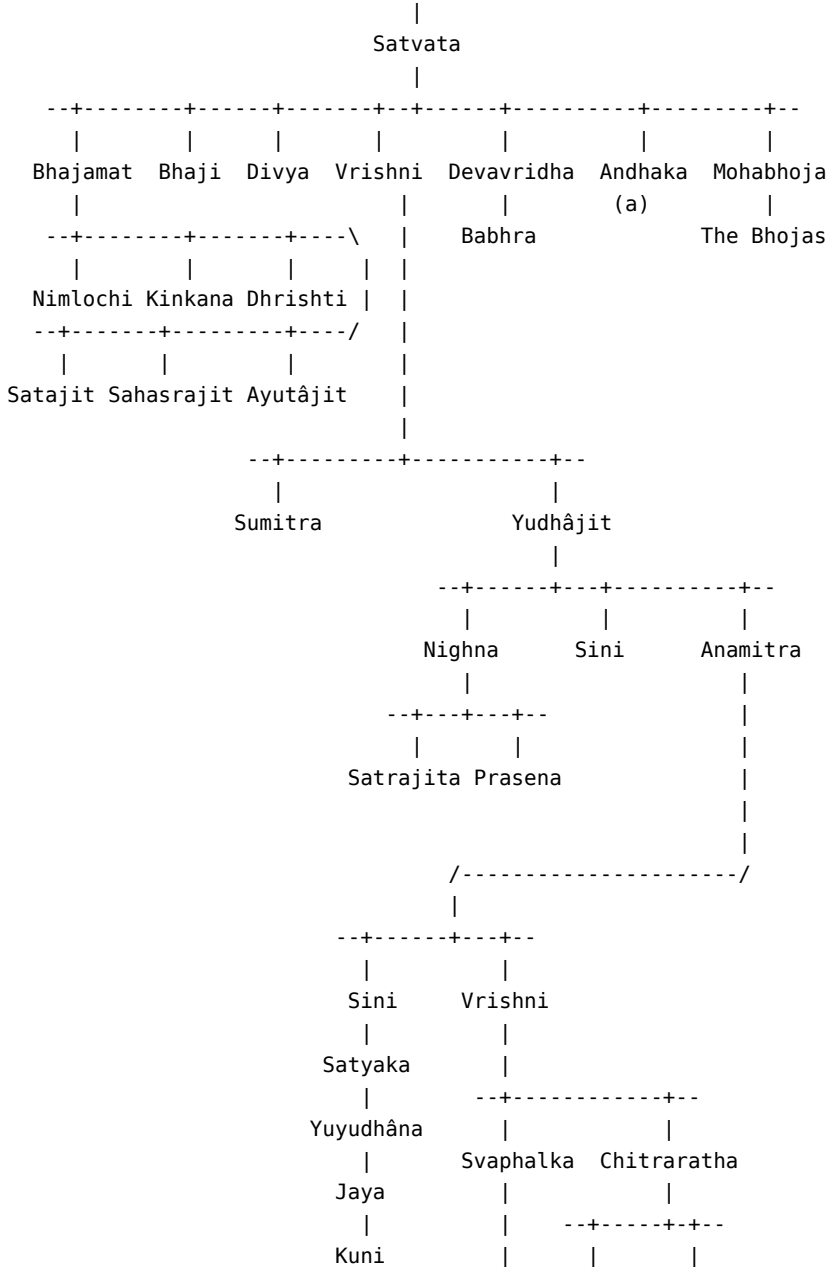 Satvata
Bhajamat Bhaji Divya Vrishni Devavridha Andhaka Mohabhoja
(a)
Babhra The Bhojas
Nimlochi Kinkana Dhrishti
Satajit Sahasrajit Ayutâjit
Sumitra Yudhâjit
Nighna Sini Anamitra
Satrajita Prasena
Sini Vrishni
Satyaka
Yuyudhâna
Svaphalka Chitraratha
Jaya
Kuni